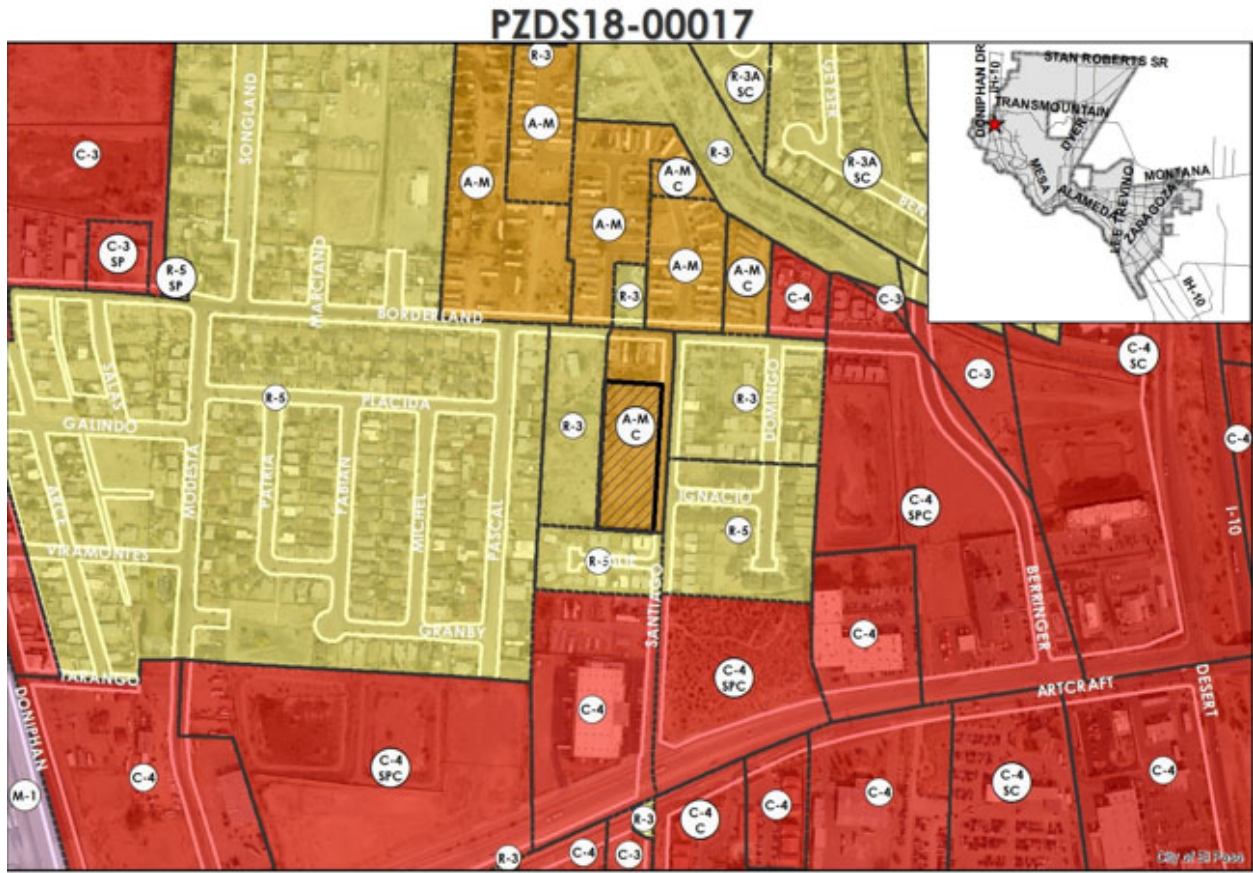 PZDS18-00017
R-3
A-M
R-3A
SC
GEISER
C-3
SONGLAND
A-M
A-M
C
R-3
R-3A
SC
BEN
C-3
SP
R-5
SP
MARCIANO
A-M
A-M
A-M
C
R-3
C-4
C-3
BORDERLAND
C-4
SC
SALAS
C-3
R-5
PLACIDA
R-3
A-M
C
R-3
DOMINGO
GALINDO
C-4
MODESTA
PATRIA
FABIAN
MICHEL
PASCAL
IGNACIO
R-5
C-4
SPC
I-10
VIRAMONTES
R-5
SANTIAGO
BERRINGER
GRANBY
C-4
C-4
SPC
TARANGO
ARTCRAFT
DESERT
DONIPHAN
C-4
C-4
SPC
C-4
M-1
C-4
C-4
C-4
SC
C-4
R-3
C-4
C
R-3
C-4
C-3
City of El Paso
DONIPHAN DR
IH-10
STAN ROBERTS SR
TRANSMOUNTAIN
DYER
MESA
MONTANA
ALAMEDA
LEE TREVINO
ZARAGOZA
IH-10